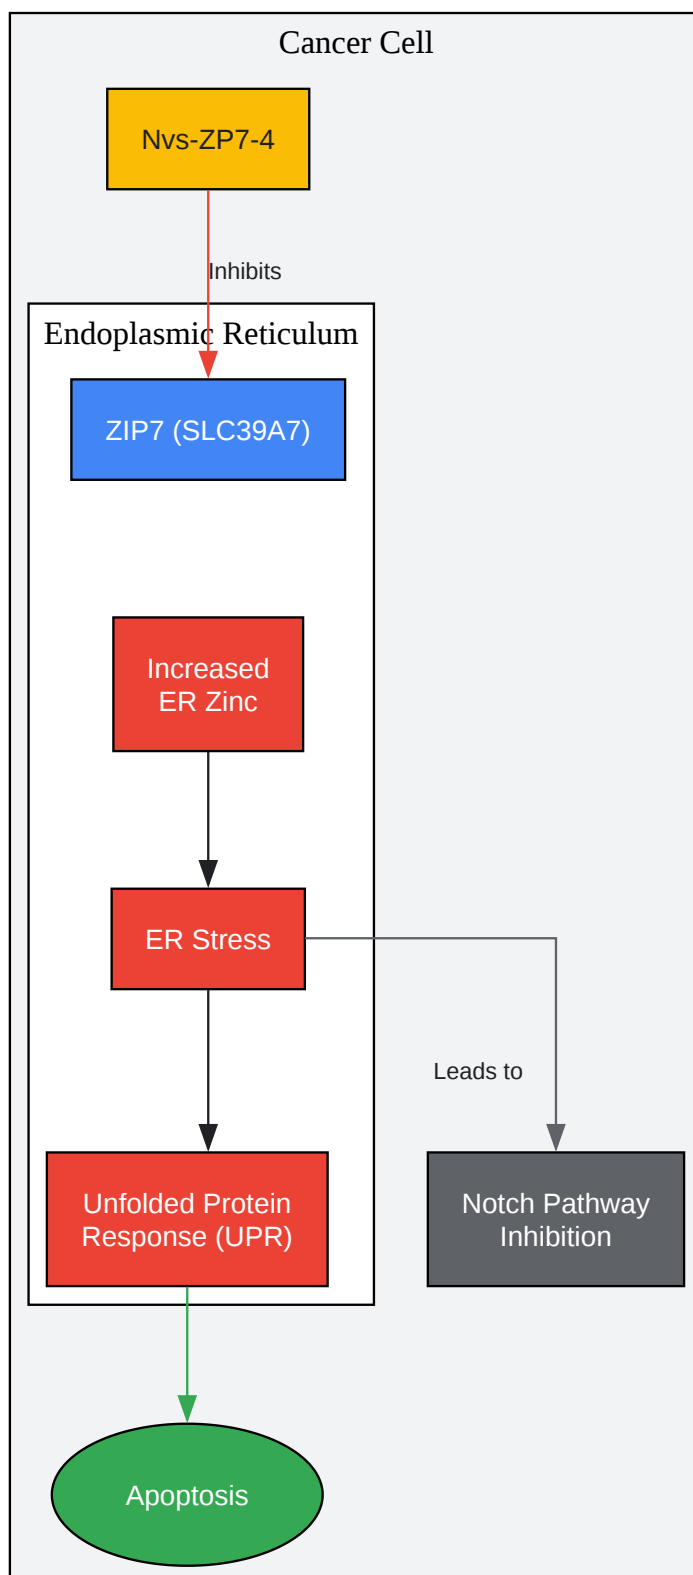 Cancer Cell
Nvs-ZP7-4
Inhibits
Endoplasmic Reticulum
ZIP7 (SLC39A7)
Increased
ER Zinc
ER Stress
Leads to
Unfolded Protein
Response (UPR)
Notch Pathway
Inhibition
Apoptosis